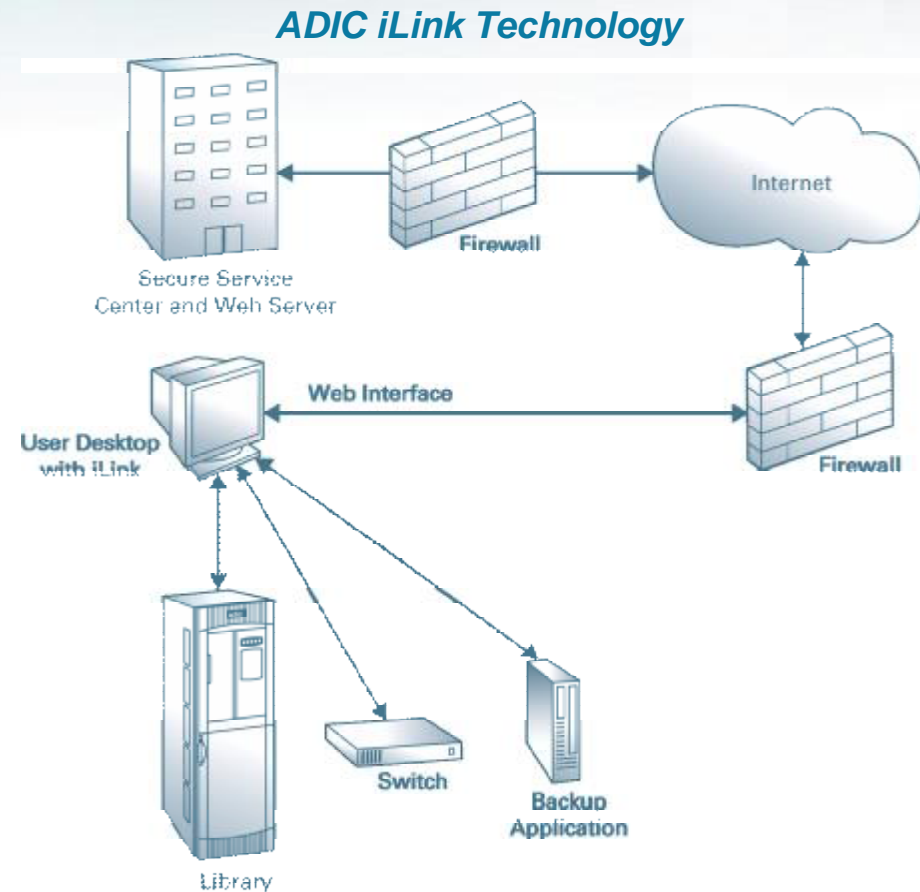 ADIC iLink Technology
Internet
Firewall
Secure Service
Center and Web Server
Web Interface
User Desktop
with iLink
Firewall
Switch
Backup
Application
Library